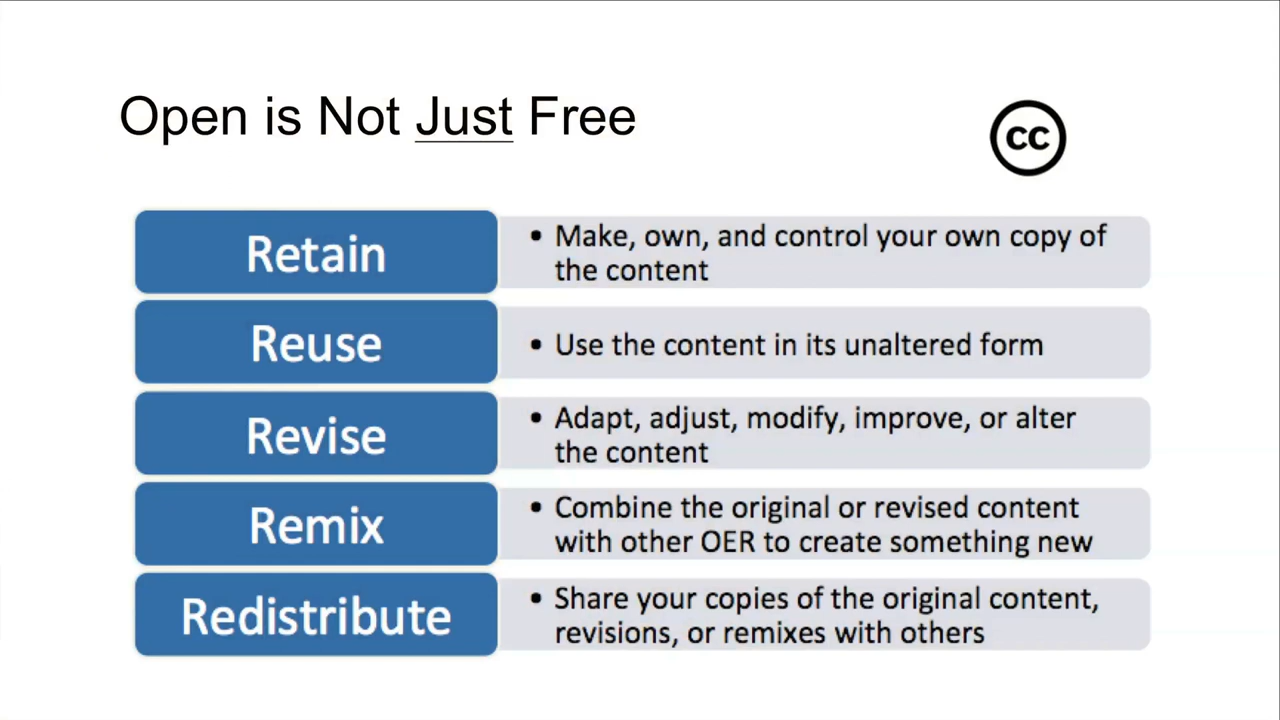 Open is Not Just Free
cc
Retain
• Make, own, and control your own copy of
the content
Reuse
• Use the content in its unaltered form
Revise
• Adapt, adjust, modify, improve, or alter
the content
Remix
• Combine the original or revised content
with other OER to create something new
Redistribute
• Share your copies of the original content,
revisions, or remixes with others